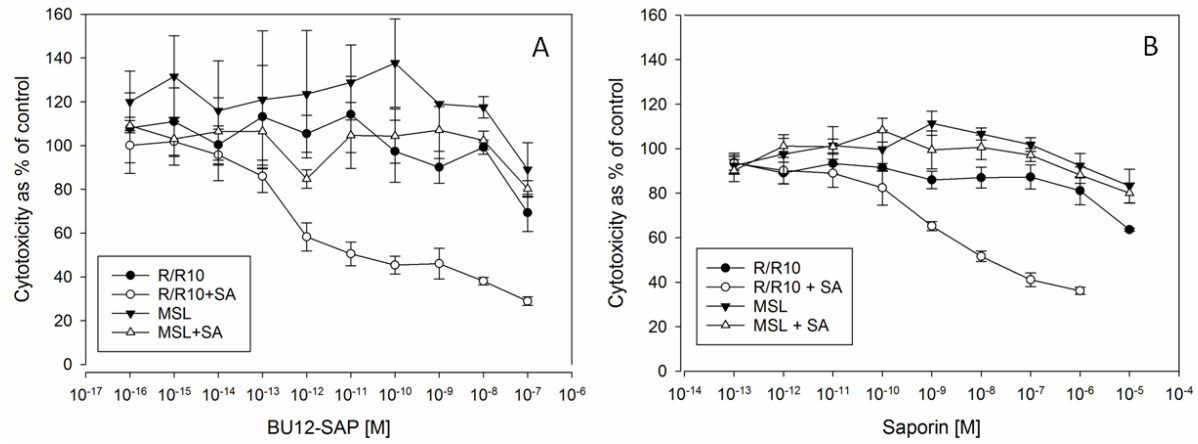 A
Cytotoxicity as % of control
160
140
120
100
80
60
40
20
0
R/R10
R/R10+SA
MSL
MSL+SA
10-17 10-16 10-15 10-14 10-13 10-12 10-11 10-10 10-9 10-8 10-7 10-6
BU12-SAP [M]
B
Cytotoxicity as % of control
160
140
120
100
80
60
40
20
0
R/R10
R/R10 + SA
MSL
MSL + SA
10-14 10-13 10-12 10-11 10-10 10-9 10-8 10-7 10-6 10-5 10-4
Saporin [M]